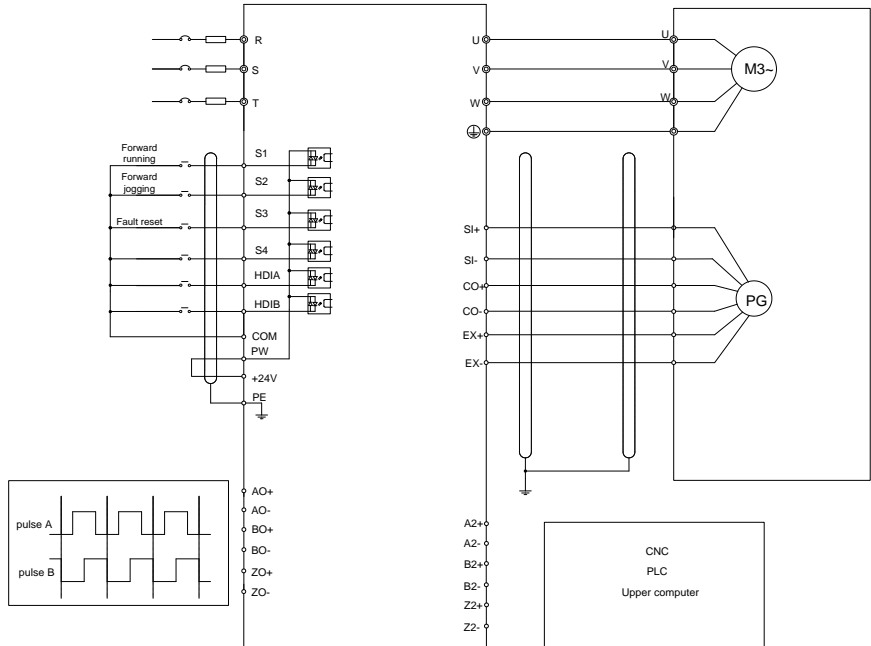 R
S
T
U
V
W
U
V
W
M3~
Forward
running
Forward
jogging
Fault reset
S1
S2
S3
S4
HDIA
HDIB
COM
PW
+24V
PE
SI+
SI-
CO+
CO-
EX+
EX-
PG
pulse A
pulse B
AO+
AO-
BO+
BO-
ZO+
ZO-
A2+
A2-
B2+
B2-
Z2+
Z2-
CNC
PLC
Upper computer